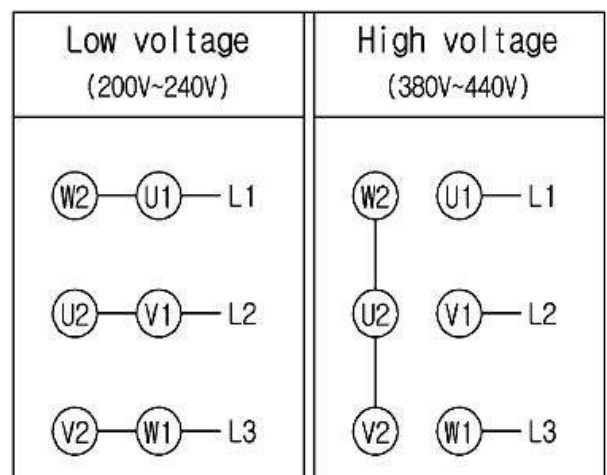 Low voltage
(200V~240V)
W2 U1 L1
U2 V1 L2
V2 W1 L3
High voltage
(380V~440V)
W2 U1 L1
U2 V1 L2
V2 W1 L3